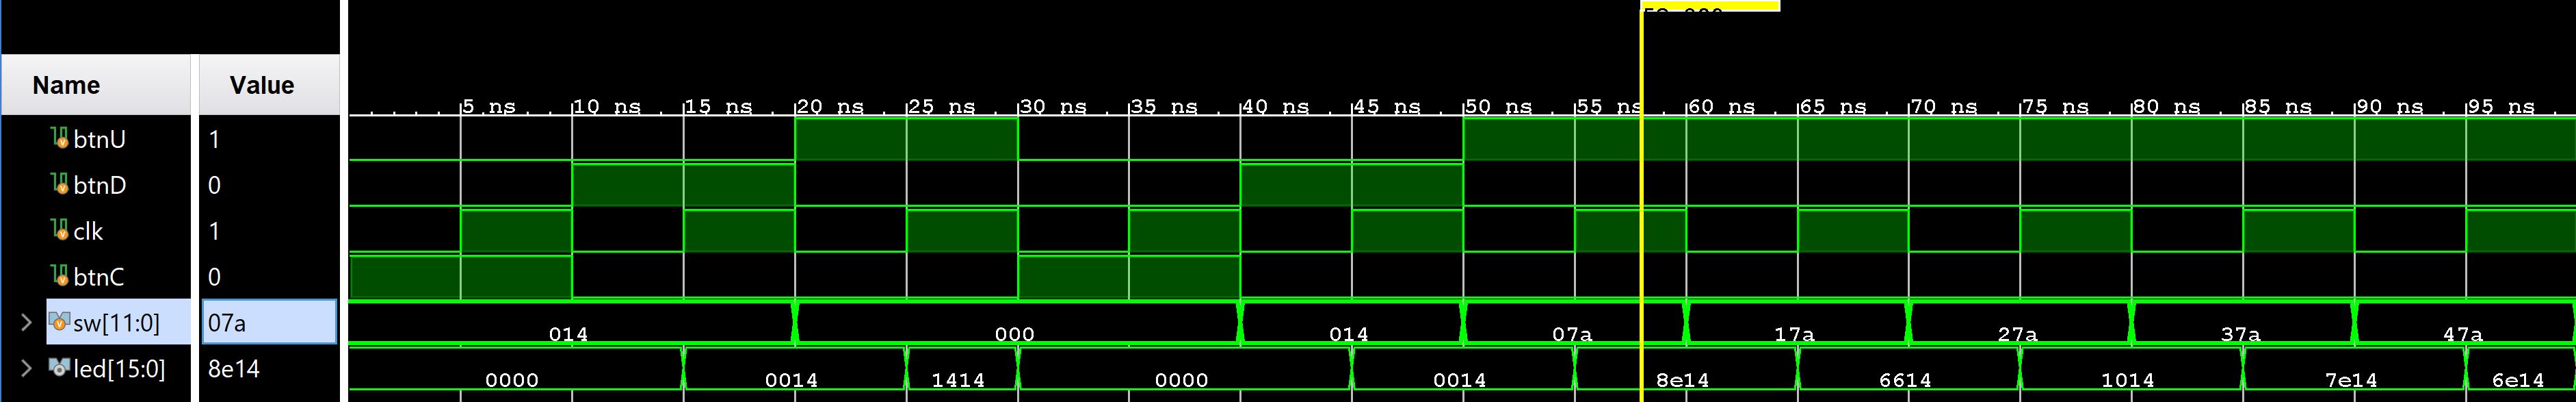 Name Value
5 ns 10 ns 15 ns 20 ns 25 ns 30 ns 35 ns 40 ns 45 ns 50 ns 55 ns 60 ns 65 ns 70 ns 75 ns 80 ns 85 ns 90 ns 95 ns
btnU 1
btnD 0
clk 1
btnC 0
sw[11:0] 07a 014 000 014 07a 17a 27a 37a 47a
led[15:0] 8e14 0000 0014 1414 0000 0014 8e14 6614 1014 7e14 6e14